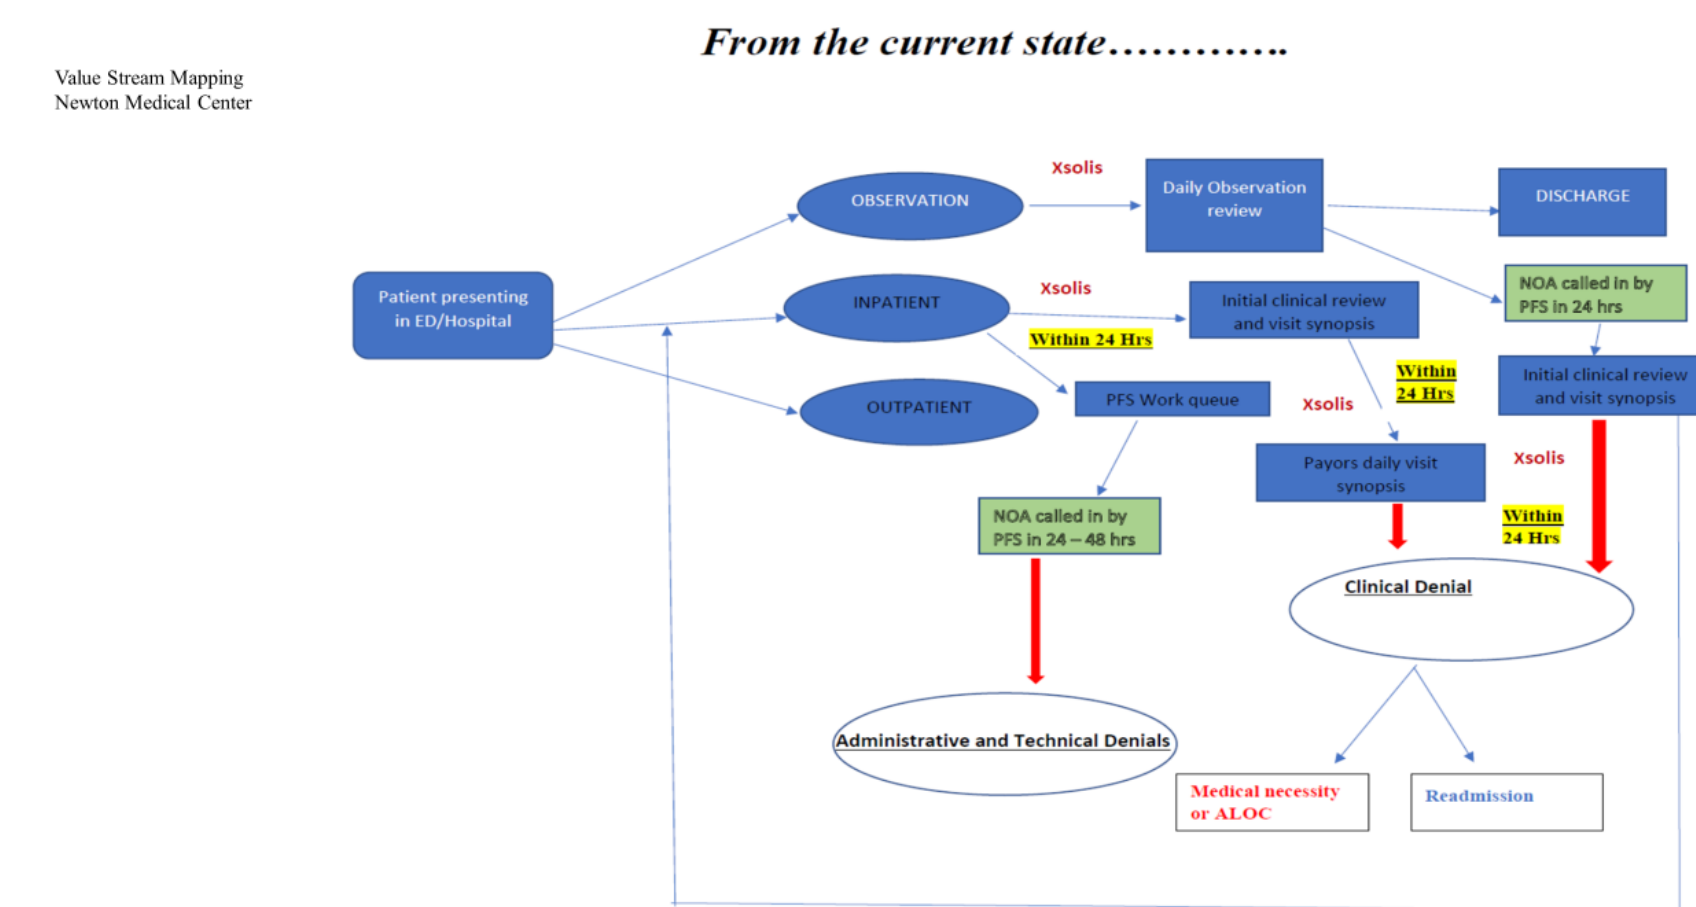 From the current state.............
Value Stream Mapping
Newton Medical Center
Xsolis
OBSERVATION
Daily Observation
review
DISCHARGE
Patient presenting
in ED/Hospital
INPATIENT
Xsolis
Within 24 Hrs
Initial clinical review
and visit synopsis
NOA called in by
PFS in 24 hrs
OUTPATIENT
PFS Work queue
Xsolis
Within
24 Hrs
Initial clinical review
and visit synopsis
Payors daily visit
synopsis
Xsolis
Within
24 Hrs
NOA called in by
PFS in 24 – 48 hrs
Clinical Denial
Administrative and Technical Denials
Medical necessity
or ALOC
Readmission